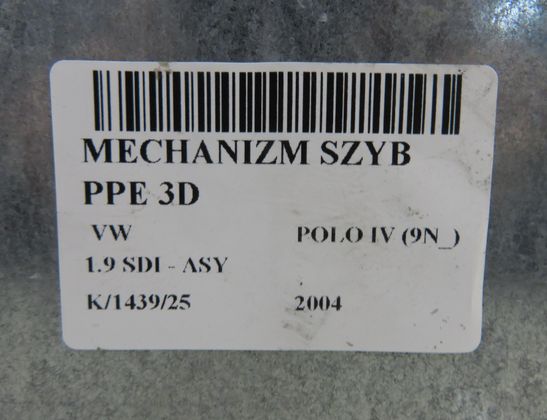 MECHANIZM SZYB
PPE 3D
VW POLO IV (9N_)
1.9 SDI - ASY
K/1439/25 2004